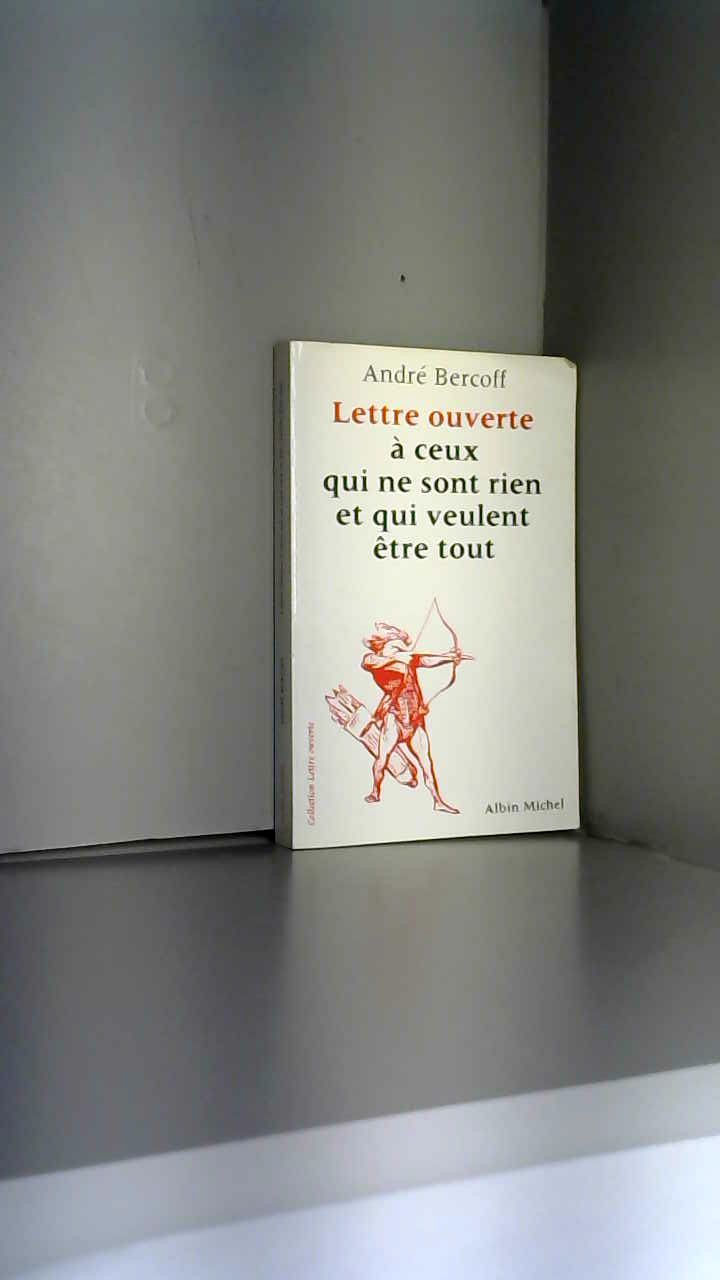 André Bercoff
Lettre ouverte
à ceux
qui ne sont rien
et qui veulent
être tout
Collection Lettre ouverte
Albin Michel